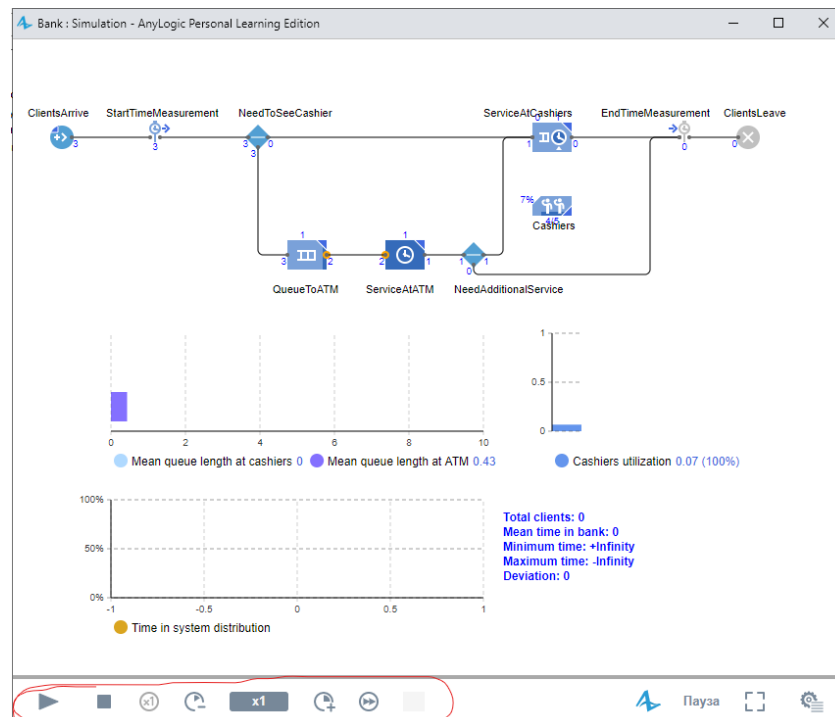 Bank : Simulation - AnyLogic Personal Learning Edition
ClientsArrive StartTimeMeasurement NeedToSeeCashier ServiceAtCashiers EndTimeMeasurement ClientsLeave
0
3 3 3 0 1 0 0 0
3
7%
4/5
Cashiers
1 1
3 2 2 1 1 1
0
QueueToATM ServiceAtATM NeedAdditionalService
1
0.5
0
0 2 4 6 8 10
Mean queue length at cashiers 0 Mean queue length at ATM 0.43 Cashiers utilization 0.07 (100%)
100%
50%
0%
-1 -0.5 0 0.5 1
Time in system distribution
Total clients: 0
Mean time in bank: 0
Minimum time: +Infinity
Maximum time: -Infinity
Deviation: 0
x1 x1 Пауза